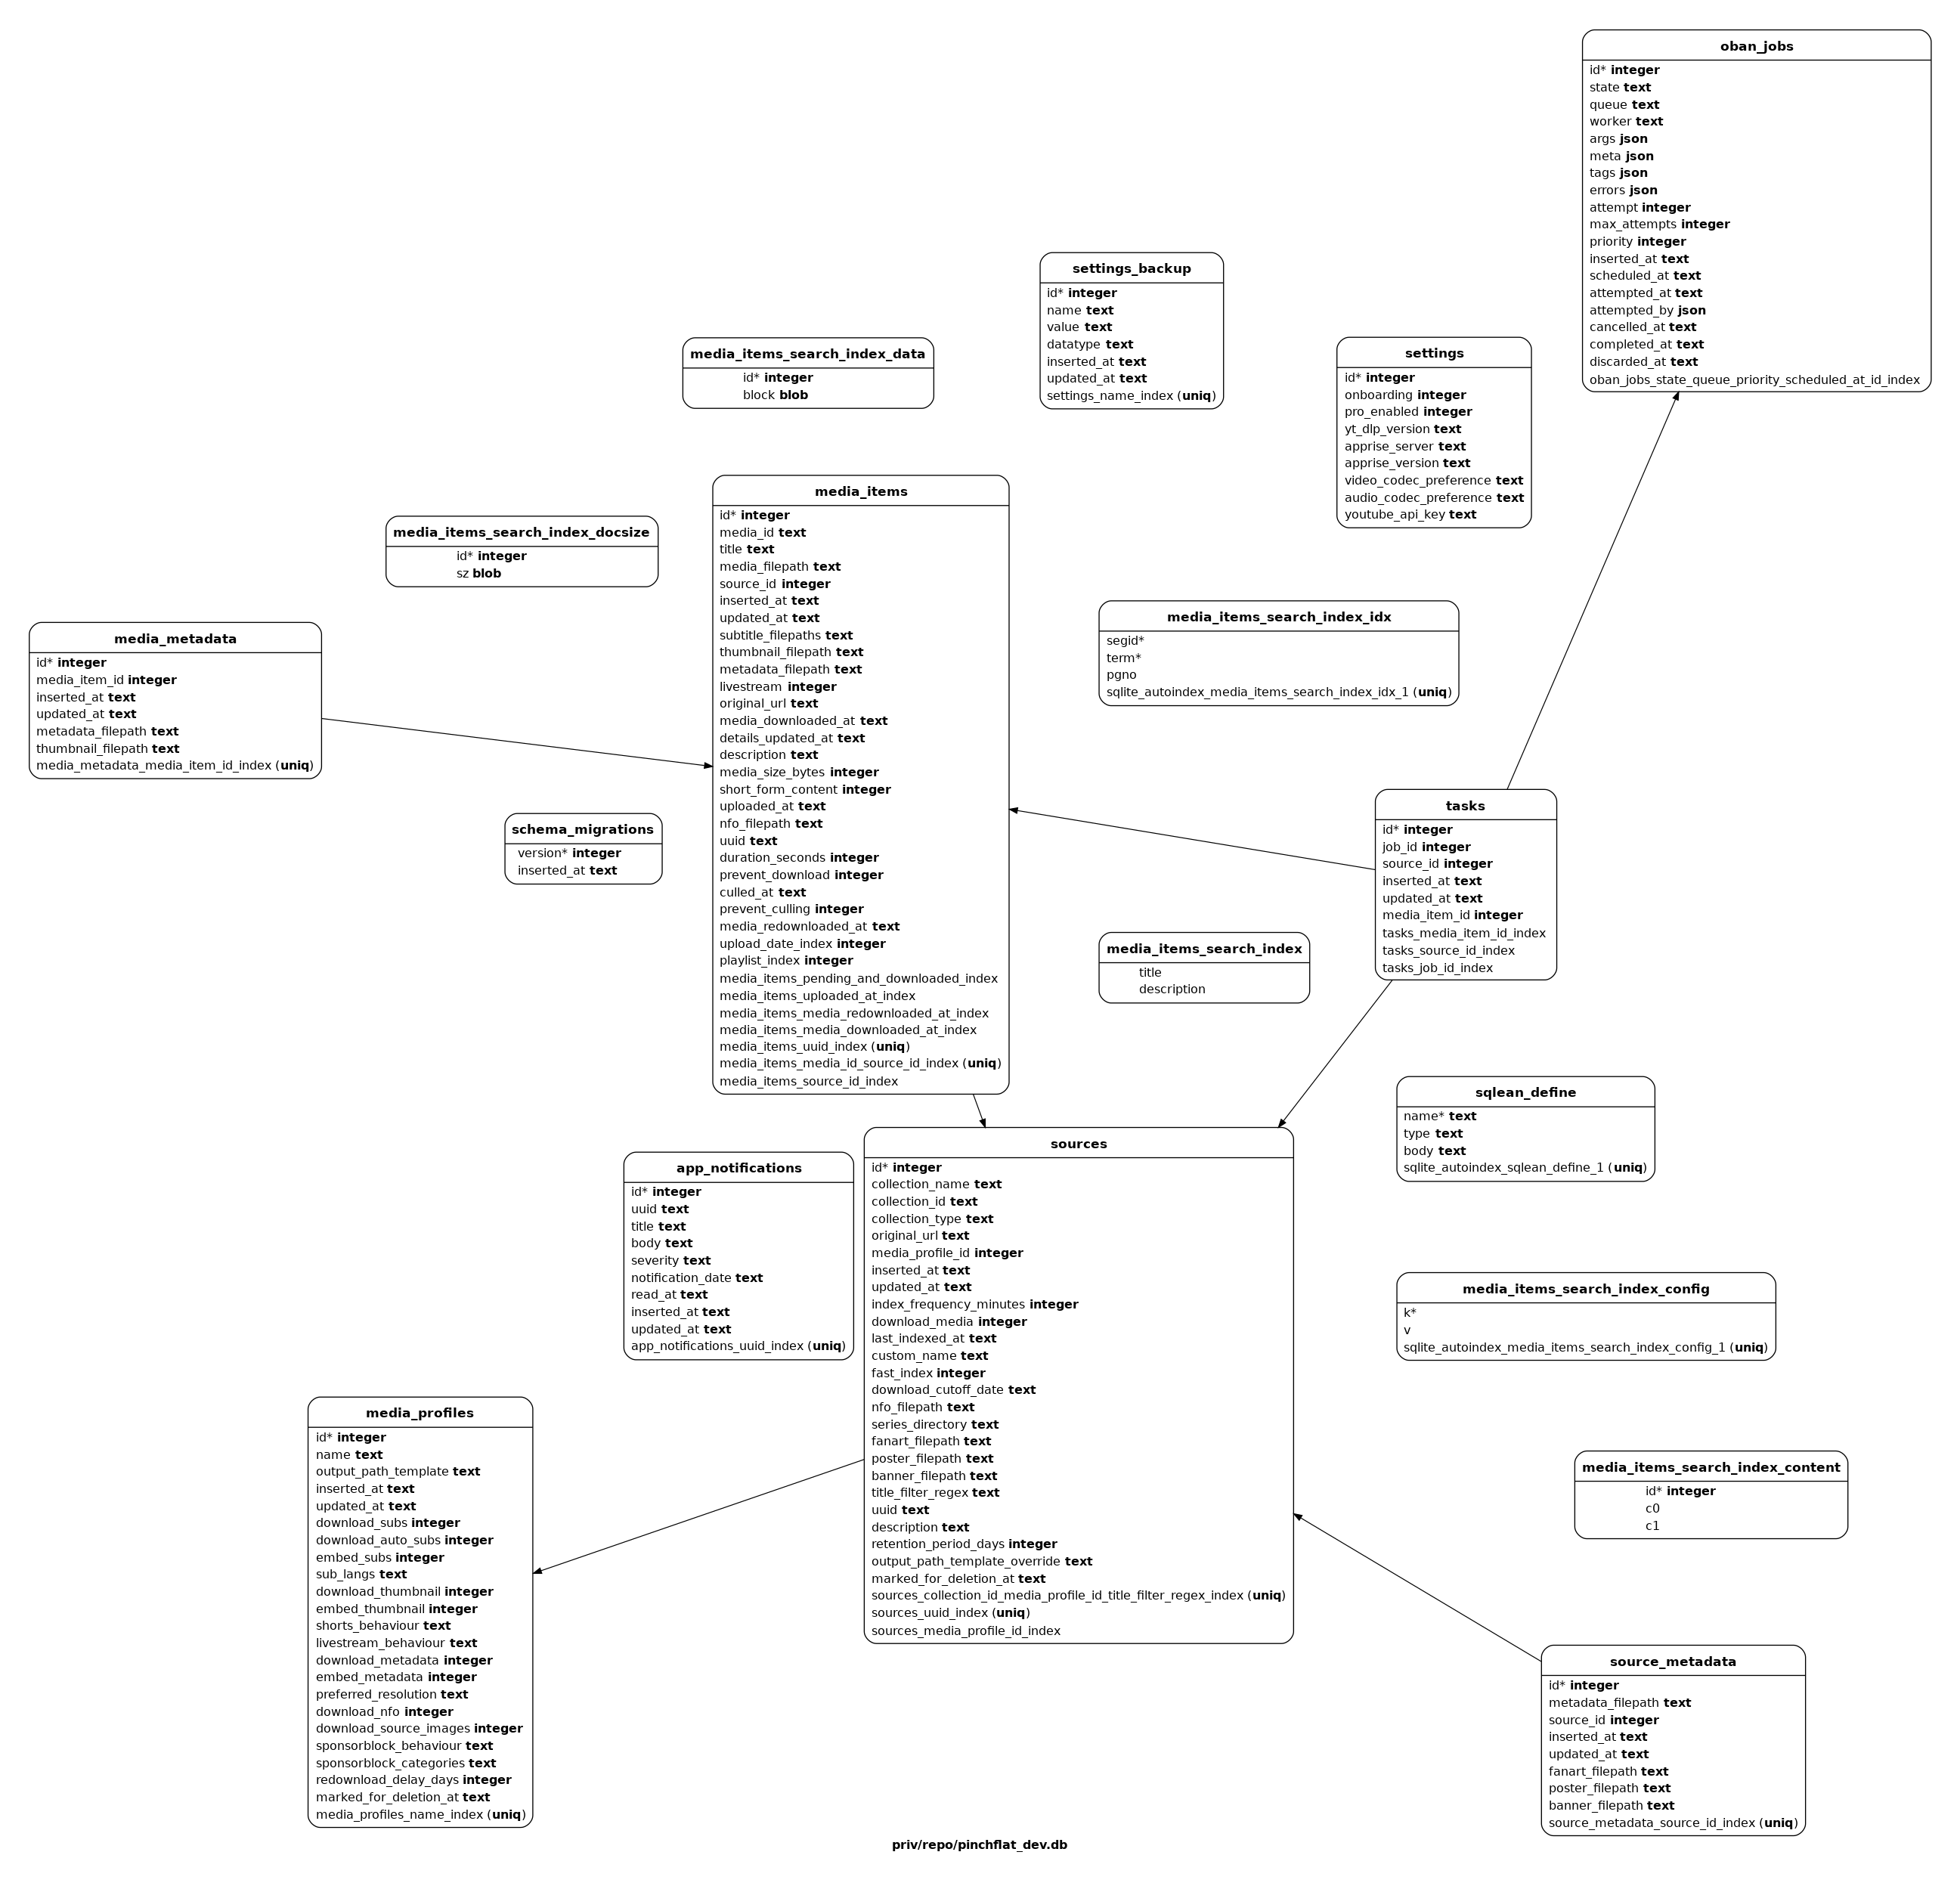 oban_jobs
id* integer
state text
queue text
worker text
args json
meta json
tags json
errors json
attempt integer
max_attempts integer
priority integer
inserted_at text
scheduled_at text
attempted_at text
attempted_by json
cancelled_at text
completed_at text
discarded_at text
oban_jobs_state_queue_priority_scheduled_at_id_index
settings_backup
id* integer
name text
value text
datatype text
inserted_at text
updated_at text
settings_name_index (uniq)
media_items_search_index_data
id* integer
block blob
settings
id* integer
onboarding integer
pro_enabled integer
yt_dlp_version text
apprise_server text
apprise_version text
video_codec_preference text
audio_codec_preference text
youtube_api_key text
media_items
id* integer
media_id text
title text
media_filepath text
source_id integer
inserted_at text
updated_at text
subtitle_filepaths text
thumbnail_filepath text
metadata_filepath text
livestream integer
original_url text
media_downloaded_at text
details_updated_at text
description text
media_size_bytes integer
short_form_content integer
uploaded_at text
nfo_filepath text
uuid text
duration_seconds integer
prevent_download integer
culled_at text
prevent_culling integer
media_redownloaded_at text
upload_date_index integer
playlist_index integer
media_items_pending_and_downloaded_index
media_items_uploaded_at_index
media_items_media_redownloaded_at_index
media_items_media_downloaded_at_index
media_items_uuid_index (uniq)
media_items_media_id_source_id_index (uniq)
media_items_source_id_index
media_items_search_index_docsize
id* integer
sz blob
media_metadata
id* integer
media_item_id integer
inserted_at text
updated_at text
metadata_filepath text
thumbnail_filepath text
media_metadata_media_item_id_index (uniq)
media_items_search_index_idx
segid*
term*
pgno
sqlite_autoindex_media_items_search_index_idx_1 (uniq)
schema_migrations
version* integer
inserted_at text
tasks
id* integer
job_id integer
source_id integer
inserted_at text
updated_at text
media_item_id integer
tasks_media_item_id_index
tasks_source_id_index
tasks_job_id_index
media_items_search_index
title
description
sqlean_define
name* text
type text
body text
sqlite_autoindex_sqlean_define_1 (uniq)
sources
id* integer
collection_name text
collection_id text
collection_type text
original_url text
media_profile_id integer
inserted_at text
updated_at text
index_frequency_minutes integer
download_media integer
last_indexed_at text
custom_name text
fast_index integer
download_cutoff_date text
nfo_filepath text
series_directory text
fanart_filepath text
poster_filepath text
banner_filepath text
title_filter_regex text
uuid text
description text
retention_period_days integer
output_path_template_override text
marked_for_deletion_at text
sources_collection_id_media_profile_id_title_filter_regex_index (uniq)
sources_uuid_index (uniq)
sources_media_profile_id_index
app_notifications
id* integer
uuid text
title text
body text
severity text
notification_date text
read_at text
inserted_at text
updated_at text
app_notifications_uuid_index (uniq)
media_items_search_index_config
k*
v
sqlite_autoindex_media_items_search_index_config_1 (uniq)
media_profiles
id* integer
name text
output_path_template text
inserted_at text
updated_at text
download_subs integer
download_auto_subs integer
embed_subs integer
sub_langs text
download_thumbnail integer
embed_thumbnail integer
shorts_behaviour text
livestream_behaviour text
download_metadata integer
embed_metadata integer
preferred_resolution text
download_nfo integer
download_source_images integer
sponsorblock_behaviour text
sponsorblock_categories text
redownload_delay_days integer
marked_for_deletion_at text
media_profiles_name_index (uniq)
media_items_search_index_content
id* integer
c0
c1
source_metadata
id* integer
metadata_filepath text
source_id integer
inserted_at text
updated_at text
fanart_filepath text
poster_filepath text
banner_filepath text
source_metadata_source_id_index (uniq)
priv/repo/pinchflat_dev.db